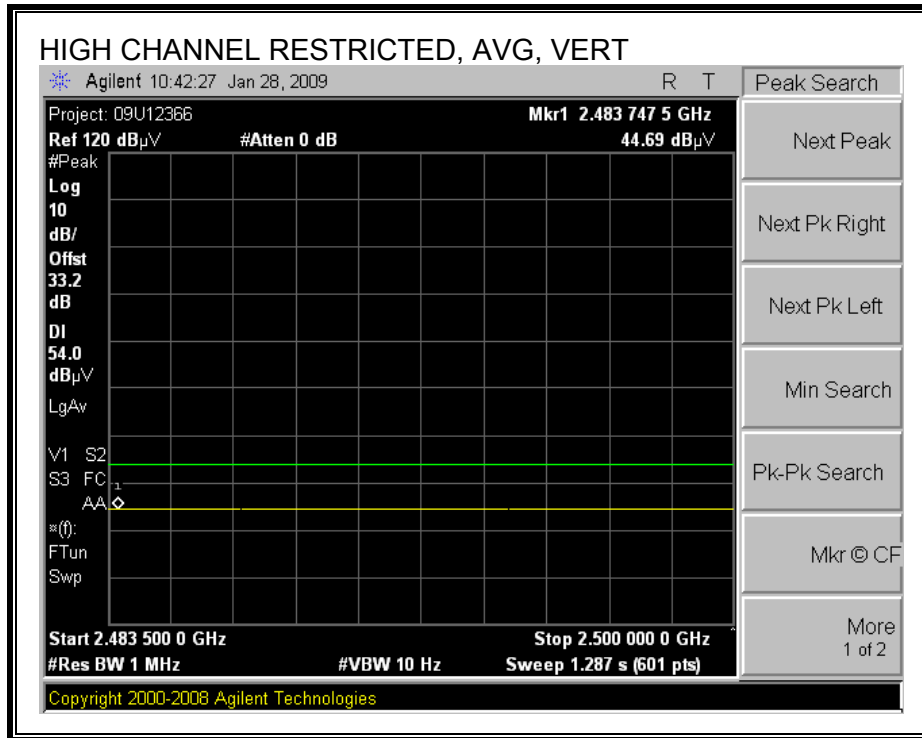 HIGH CHANNEL RESTRICTED, AVG, VERT
Agilent 10:42:27 Jan 28, 2009 R T
Peak Search
Project: 09U12366 Mkr1 2.483 747 5 GHz
Ref 120 dBµV #Atten 0 dB 44.69 dBµV
#Peak
Log
10
dB/
Offst
33.2
dB
DI
54.0
dBµV
LgAv
V1 S2
S3 FC
AA
1
¤(f):
FTun
Swp
Start 2.483 500 0 GHz Stop 2.500 000 0 GHz
#Res BW 1 MHz #VBW 10 Hz Sweep 1.287 s (601 pts)
Copyright 2000-2008 Agilent Technologies
Next Peak
Next Pk Right
Next Pk Left
Min Search
Pk-Pk Search
Mkr © CF
More
1 of 2